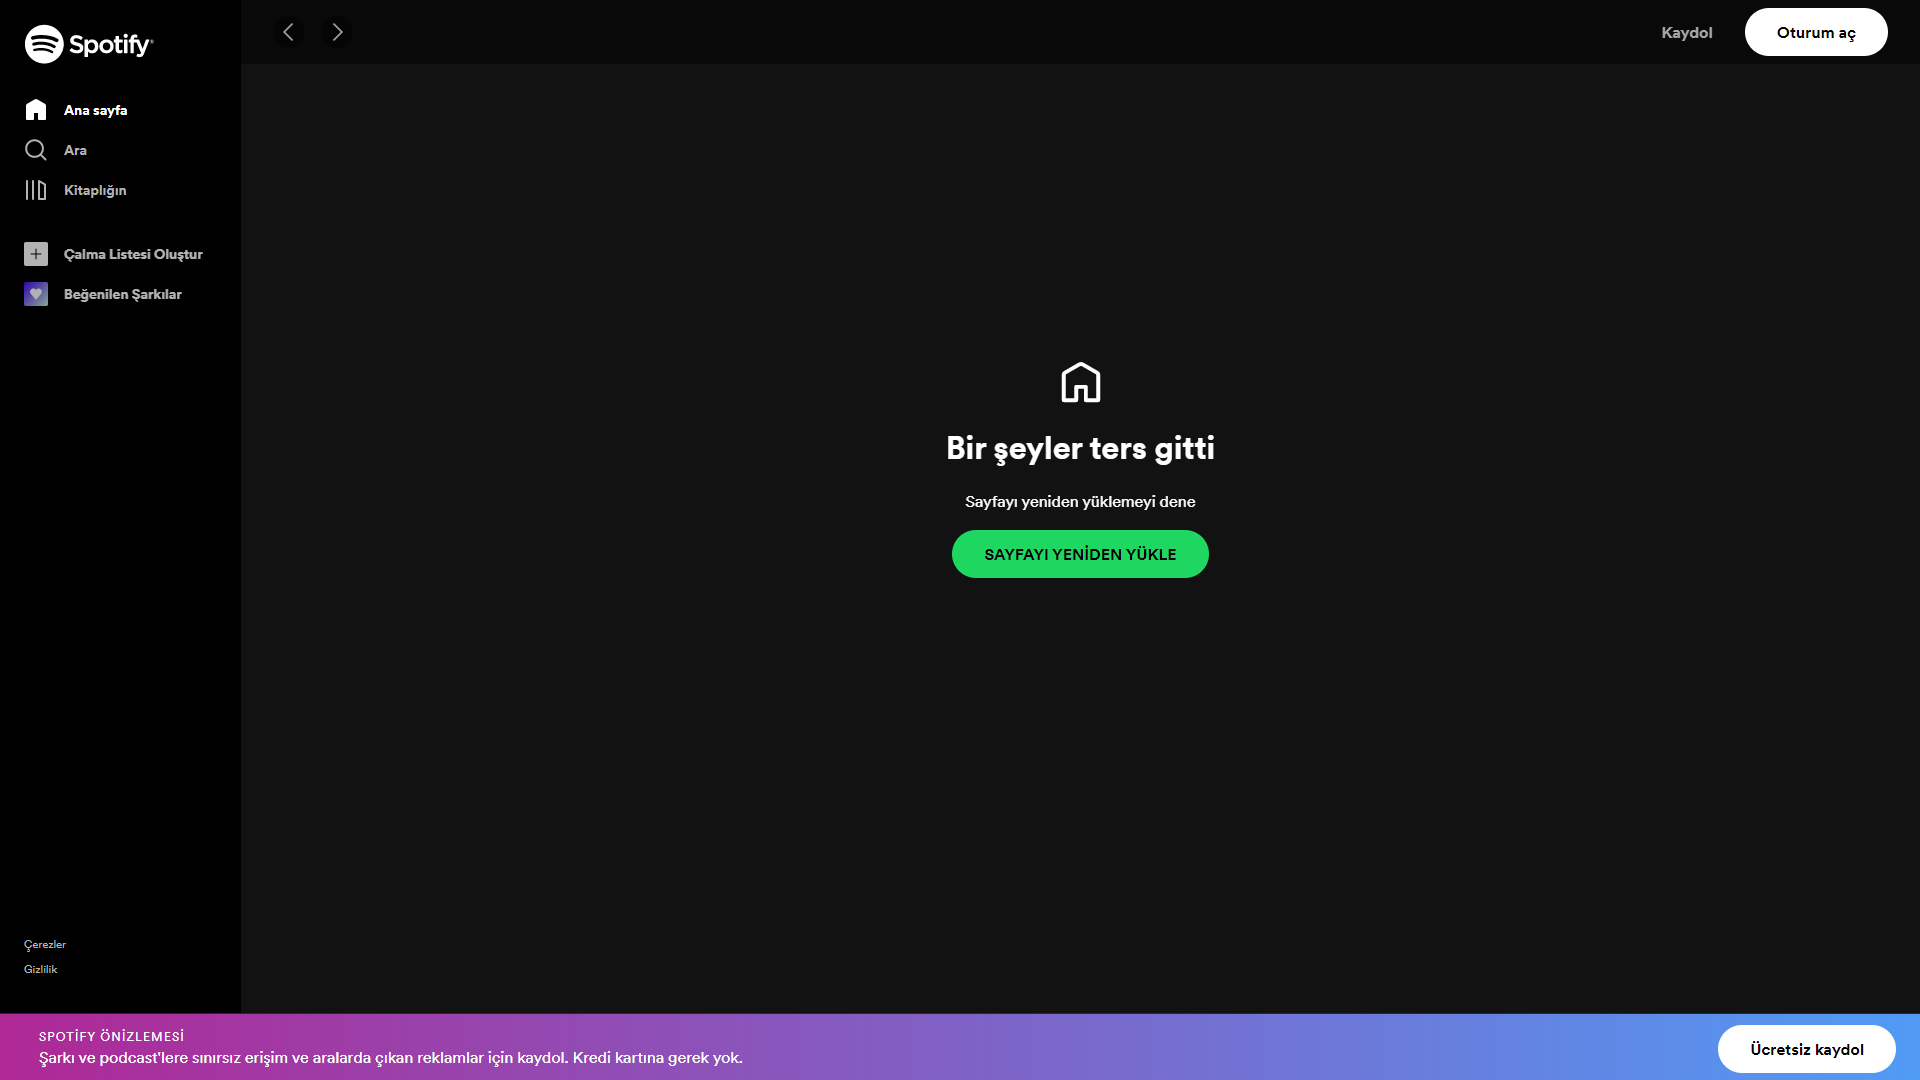 Spotify
Ana sayfa
Ara
Kitaplığın
Çalma Listesi Oluştur
Beğenilen Şarkılar
Çerezler
Gizlilik
Kaydol
Oturum aç
Bir şeyler ters gitti
Sayfayı yeniden yüklemeyi dene
SAYFAYI YENİDEN YÜKLE
SPOTİFY ÖNİZLEMESİ
Şarkı ve podcast'lere sınırsız erişim ve aralarda çıkan reklamlar için kaydol. Kredi kartına gerek yok.
Ücretsiz kaydol